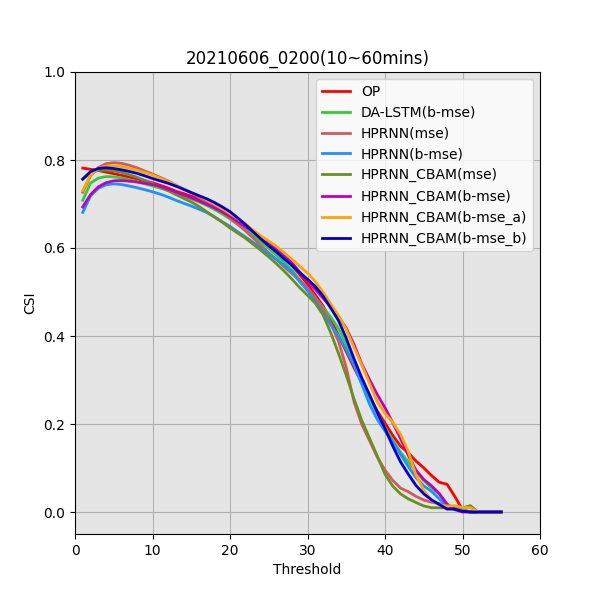 20210606_0200(10~60mins)
1.0
0.8
0.6
0.4
0.2
0.0
CSI
OP
DA-LSTM(b-mse)
HPRNN(mse)
HPRNN(b-mse)
HPRNN_CBAM(mse)
HPRNN_CBAM(b-mse)
HPRNN_CBAM(b-mse_a)
HPRNN_CBAM(b-mse_b)
0 10 20 30 40 50 60
Threshold